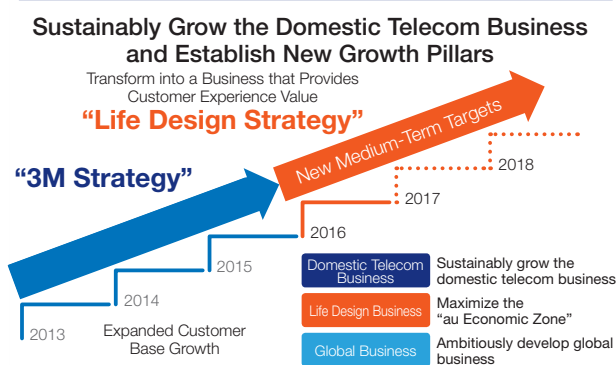 Sustainably Grow the Domestic Telecom Business
and Establish New Growth Pillars
Transform into a Business that Provides
Customer Experience Value
“Life Design Strategy”
New Medium-Term Targets
“3M Strategy”
2018
2017
2016
2015
2014
2013
Expanded Customer
Base Growth
Domestic Telecom
Business
Sustainably grow the
domestic telecom business
Life Design Business
Maximize the
“au Economic Zone”
Global Business
Ambitiously develop global
business